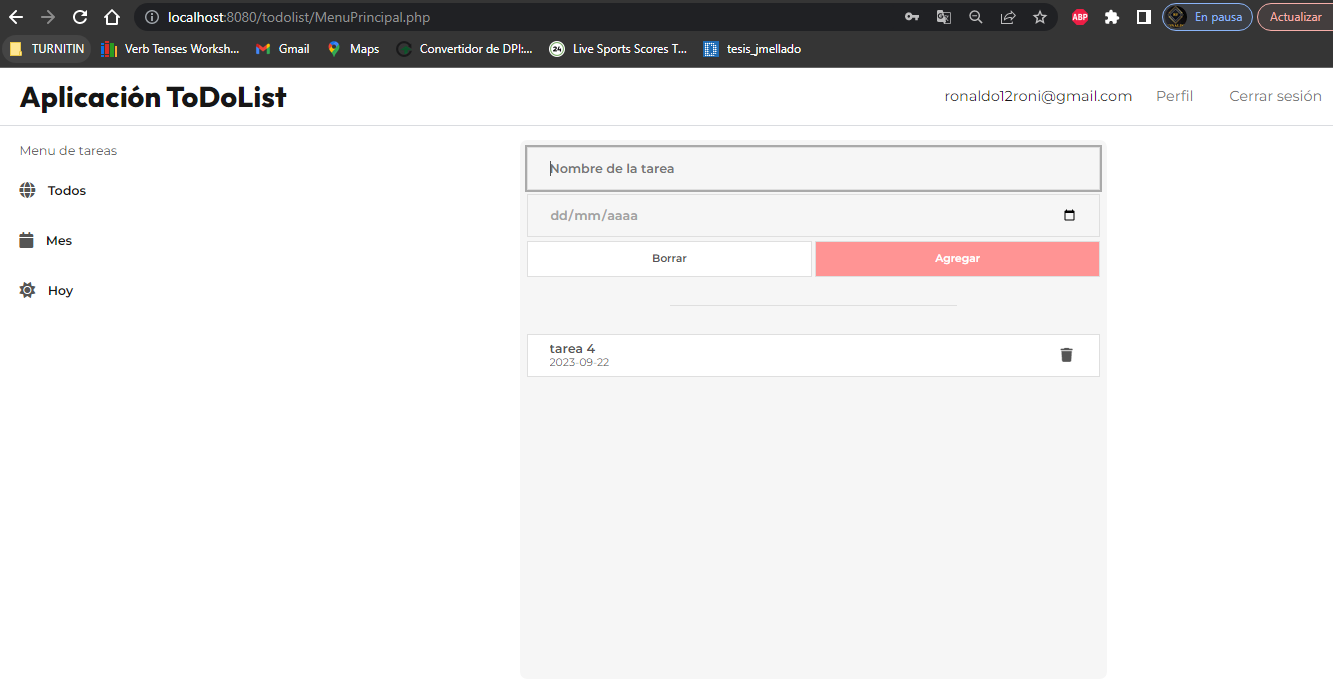 localhost:8080/todolist/MenuPrincipal.php
ABP
En pausa
Actualizar
TURNITIN
Verb Tenses Worksh...
Gmail
Maps
Convertidor de DPI:...
24
Live Sports Scores T...
tesis_jmellado
Aplicación ToDoList
ronaldo12roni@gmail.com
Perfil
Cerrar sesión
Menu de tareas
Todos
Mes
Hoy
Nombre de la tarea
dd/mm/aaaa
Borrar
Agregar
tarea 4
2023-09-22